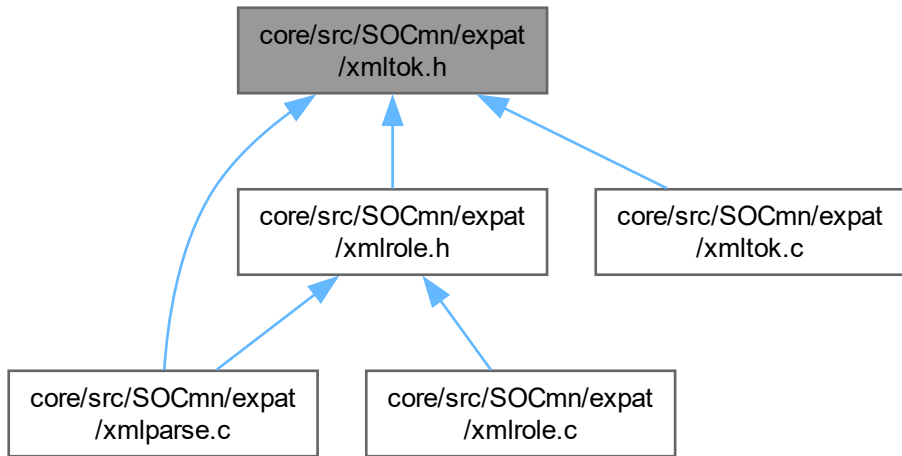 core/src/SOCmn/expat
/xmltok.h
core/src/SOCmn/expat
/xmlrole.h
core/src/SOCmn/expat
/xmltok.c
core/src/SOCmn/expat
/xmlparse.c
core/src/SOCmn/expat
/xmlrole.c